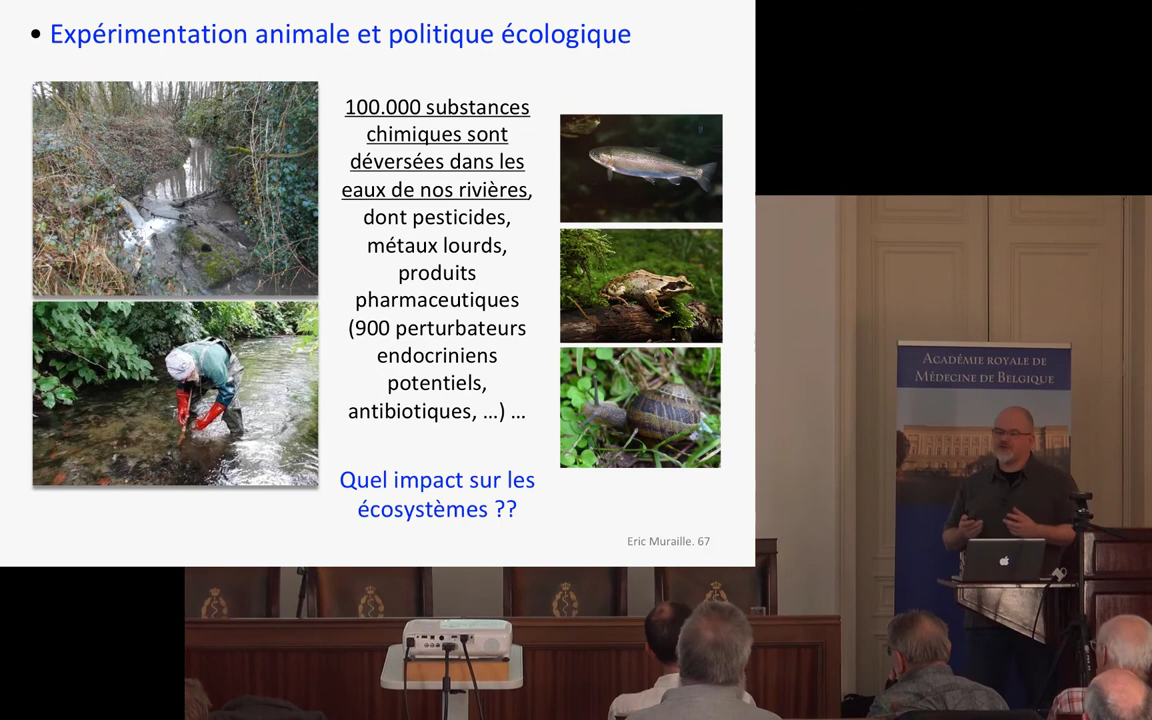 • Expérimentation animale et politique écologique
100.000 substances
chimiques sont
déversées dans les
eaux de nos rivières,
dont pesticides,
métaux lourds,
produits
pharmaceutiques
(900 perturbateurs
endocriniens
potentiels,
antibiotiques, ...) ...
Quel impact sur les
écosystèmes ??
Eric Muraille. 67
Académie royale de
Médecine de Belgique